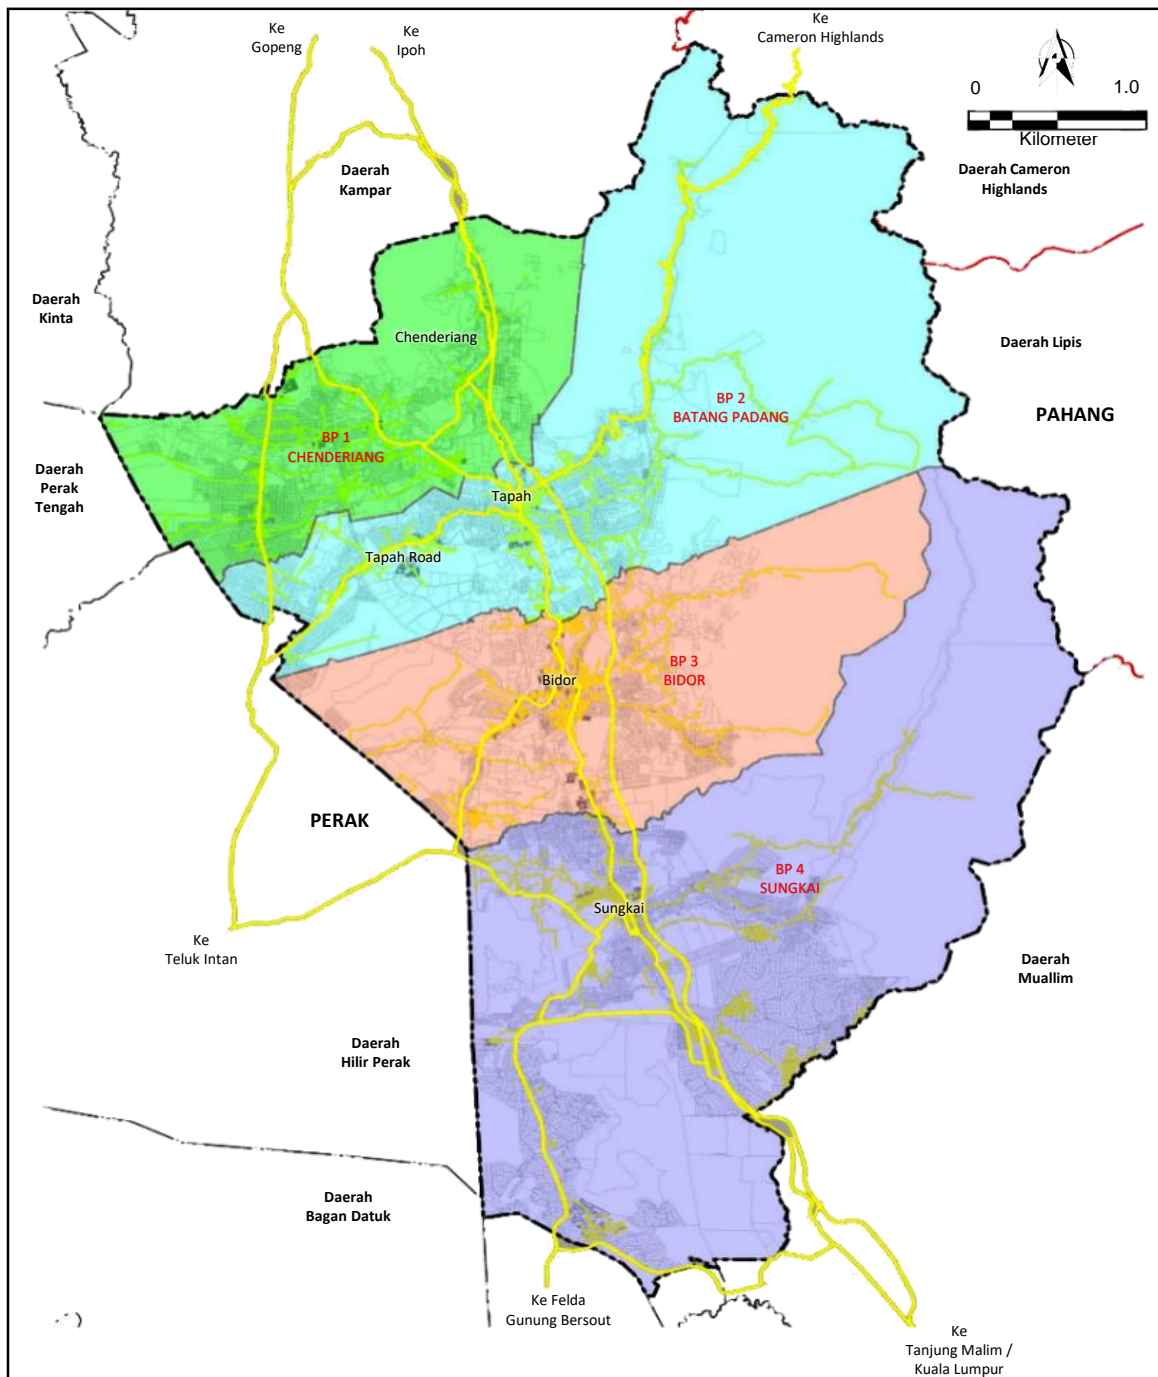 Ke
Gopeng
Ke
Ipoh
Ke
Cameron Highlands
0
1.0
Kilometer
Daerah
Kampar
Daerah Cameron
Highlands
Daerah
Kinta
Chenderiang
Daerah Lipis
BP 2
BATANG PADANG
PAHANG
BP 1
CHENDERIANG
Daerah
Perak
Tengah
Tapah
Tapah Road
BP 3
BIDOR
Bidor
PERAK
BP 4
SUNGKAI
Sungkai
Ke
Teluk Intan
Daerah
Muallim
Daerah
Hilir Perak
Daerah
Bagan Datuk
Ke Felda
Gunung Bersout
Ke
Tanjung Malim /
Kuala Lumpur